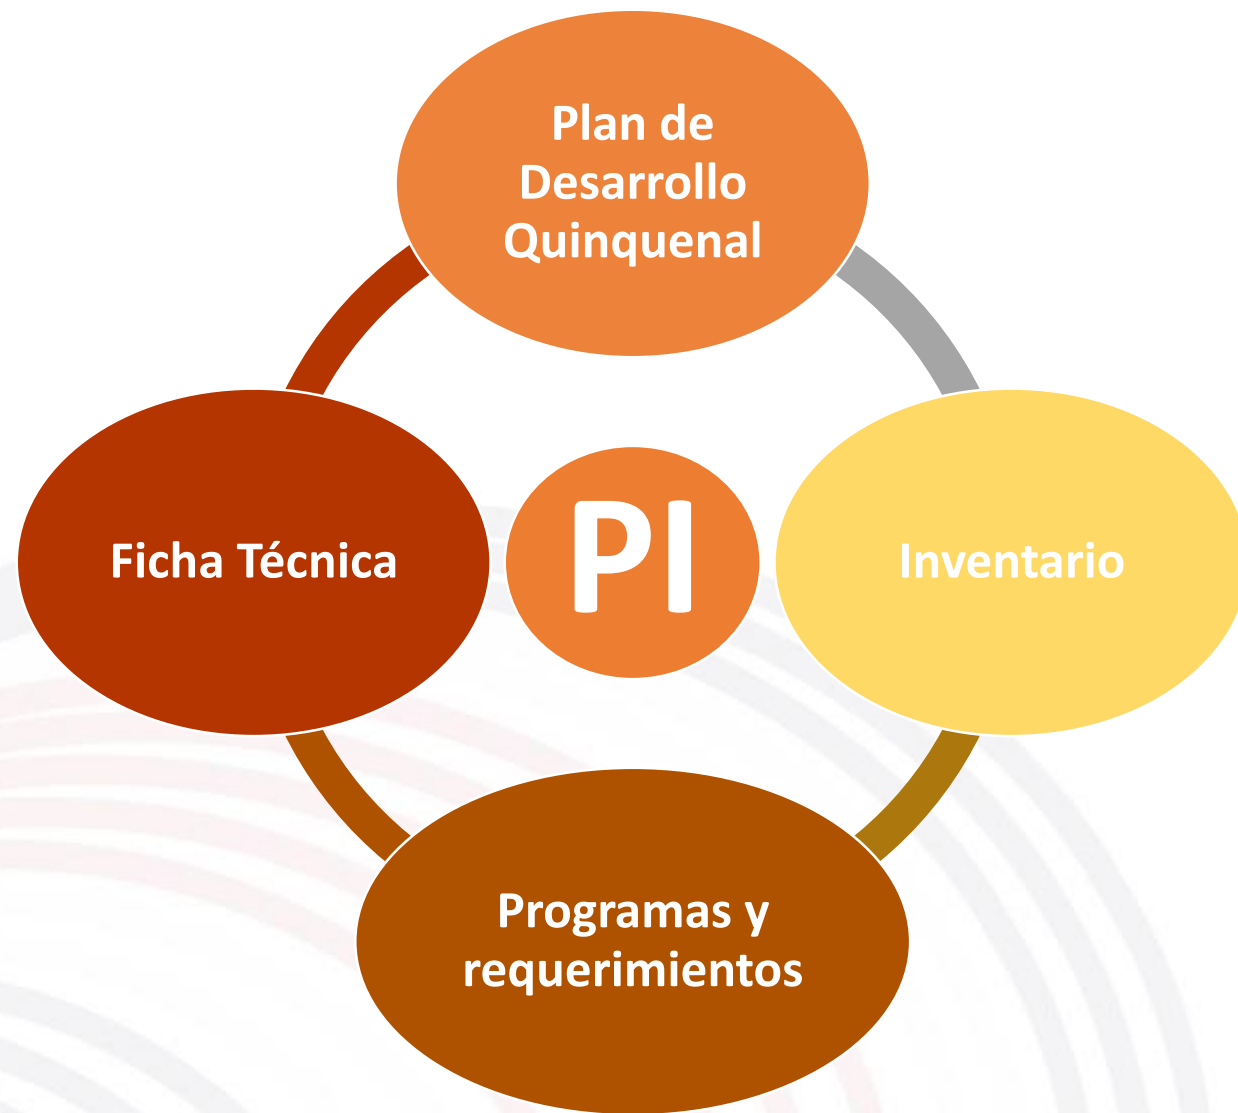 Plan de
Desarrollo
Quinquenal
Ficha Técnica
PI
Inventario
Programas y
requerimientos